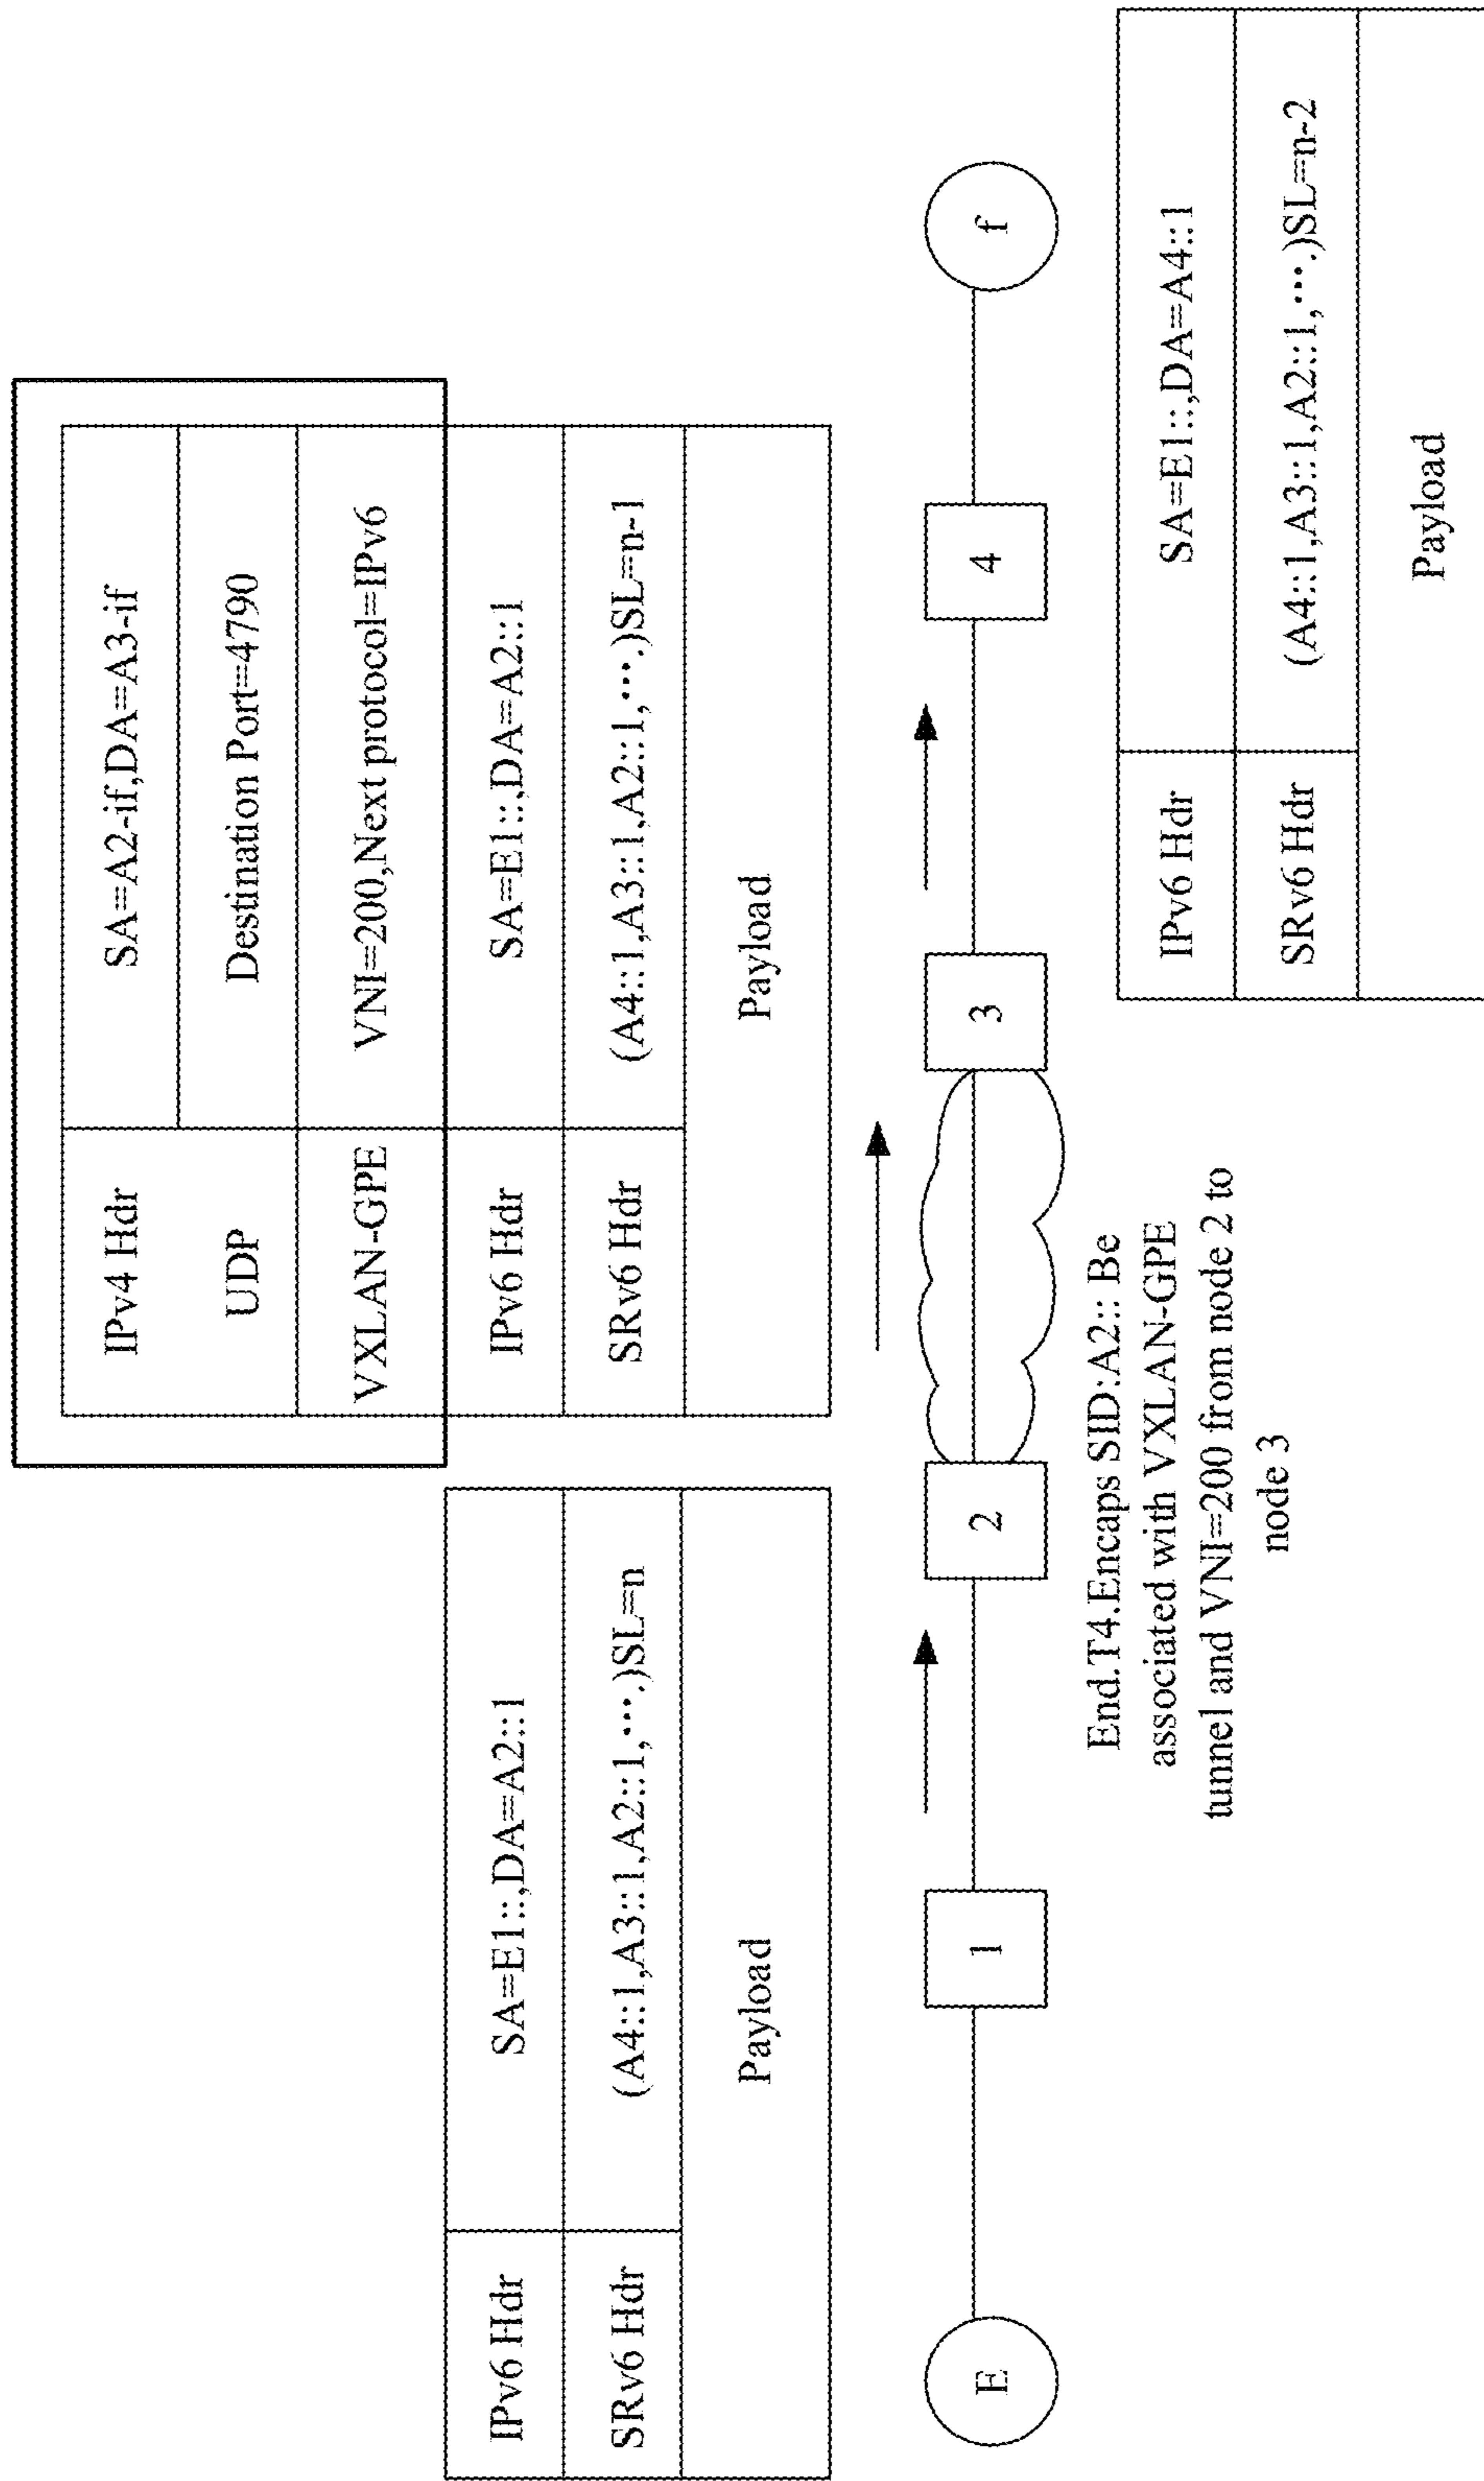 IPv4 Hdr SA=A2-if,DA=A3-if
UDP Destination Port=4790
VXLAN-GPE VNI=200,Next protocol=IPv6
IPv6 Hdr SA=E1::,DA=A2::1
SRv6 Hdr (A4::1,A3::1,A2::1,···.)SL=n-1
Payload
IPv6 Hdr SA=E1::,DA=A2::1
SRv6 Hdr (A4::1,A3::1,A2::1,···.)SL=n
Payload
E
1
2
3
4
f
End.T4.Encaps SID:A2:: Be
associated with VXLAN-GPE
tunnel and VNI=200 from node 2 to
node 3
IPv6 Hdr SA=E1::,DA=A4::1
SRv6 Hdr (A4::1,A3::1,A2::1,···.)SL=n-2
Payload